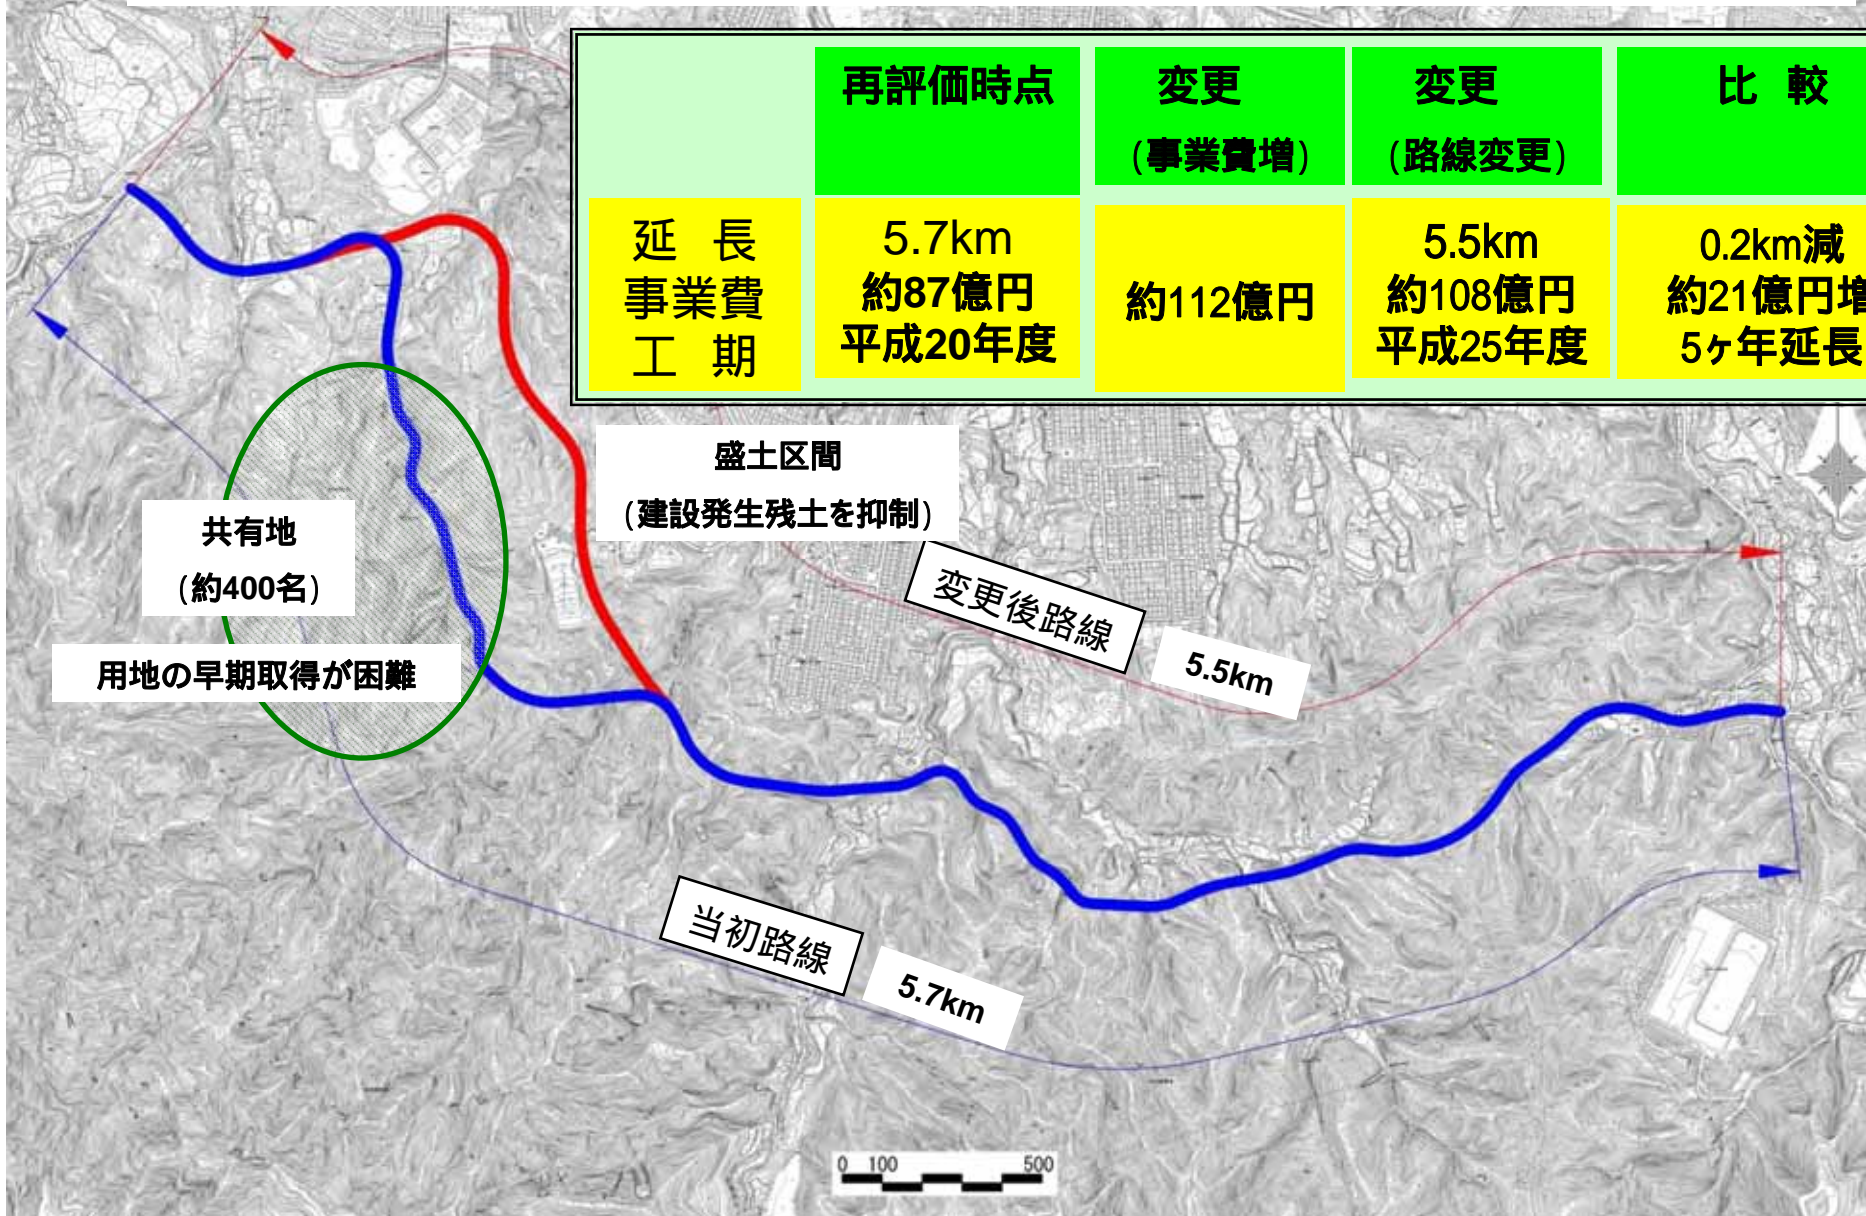 再評価時点
変更
(事業費増)
変更
(路線変更)
比 較
延 長
事業費
工 期
5.7km
約87億円
平成20年度
約112億円
5.5km
約108億円
平成25年度
0.2km減
約21億円増
5ヶ年延長
盛土区間
(建設発生残土を抑制)
共有地
(約400名)
用地の早期取得が困難
変更後路線
5.5km
当初路線
5.7km
0 100 500